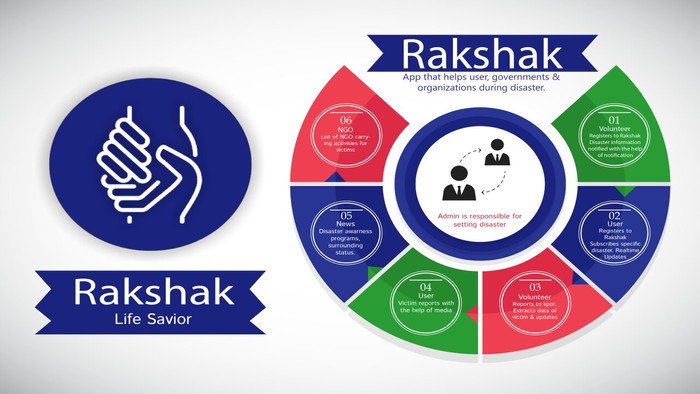 Rakshak
Life Savior
Rakshak
App that helps user, governments &
organizations during disaster.
Admin is responsible for
setting disaster
01
Volunteer
Registers to Rakshak
Disaster information
notified with the help
of notification
02
User
Registers to
Rakshak
Subscribes specific
disaster. Realtime
Updates
03
Volunteer
Reports to spot.
Extracts data of
victim & updates
04
User
Victim reports with
the help of media
05
News
Disaster awarness
programs,
surrounding
status.
06
NGO
List of NGO carry-
ing activities for
victims